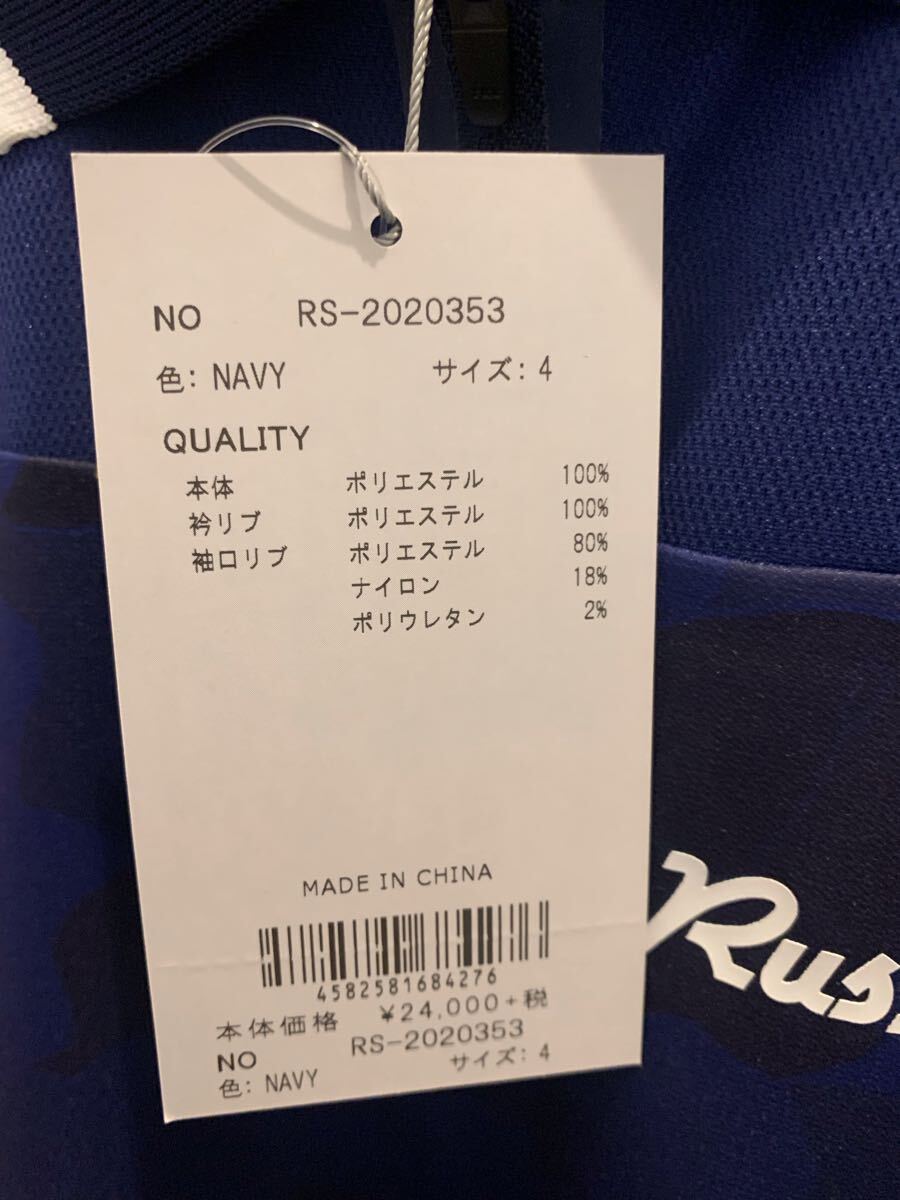 NO RS-2020353
色: NAVY サイズ: 4
QUALITY
本体 ポリエステル 100%
衿リブ ポリエステル 100%
袖口リブ ポリエステル 80%
ナイロン 18%
ポリウレタン 2%
MADE IN CHINA
4582581684276
本体価格 ¥24,000+税
NO RS-2020353
色: NAVY サイズ: 4
Rus